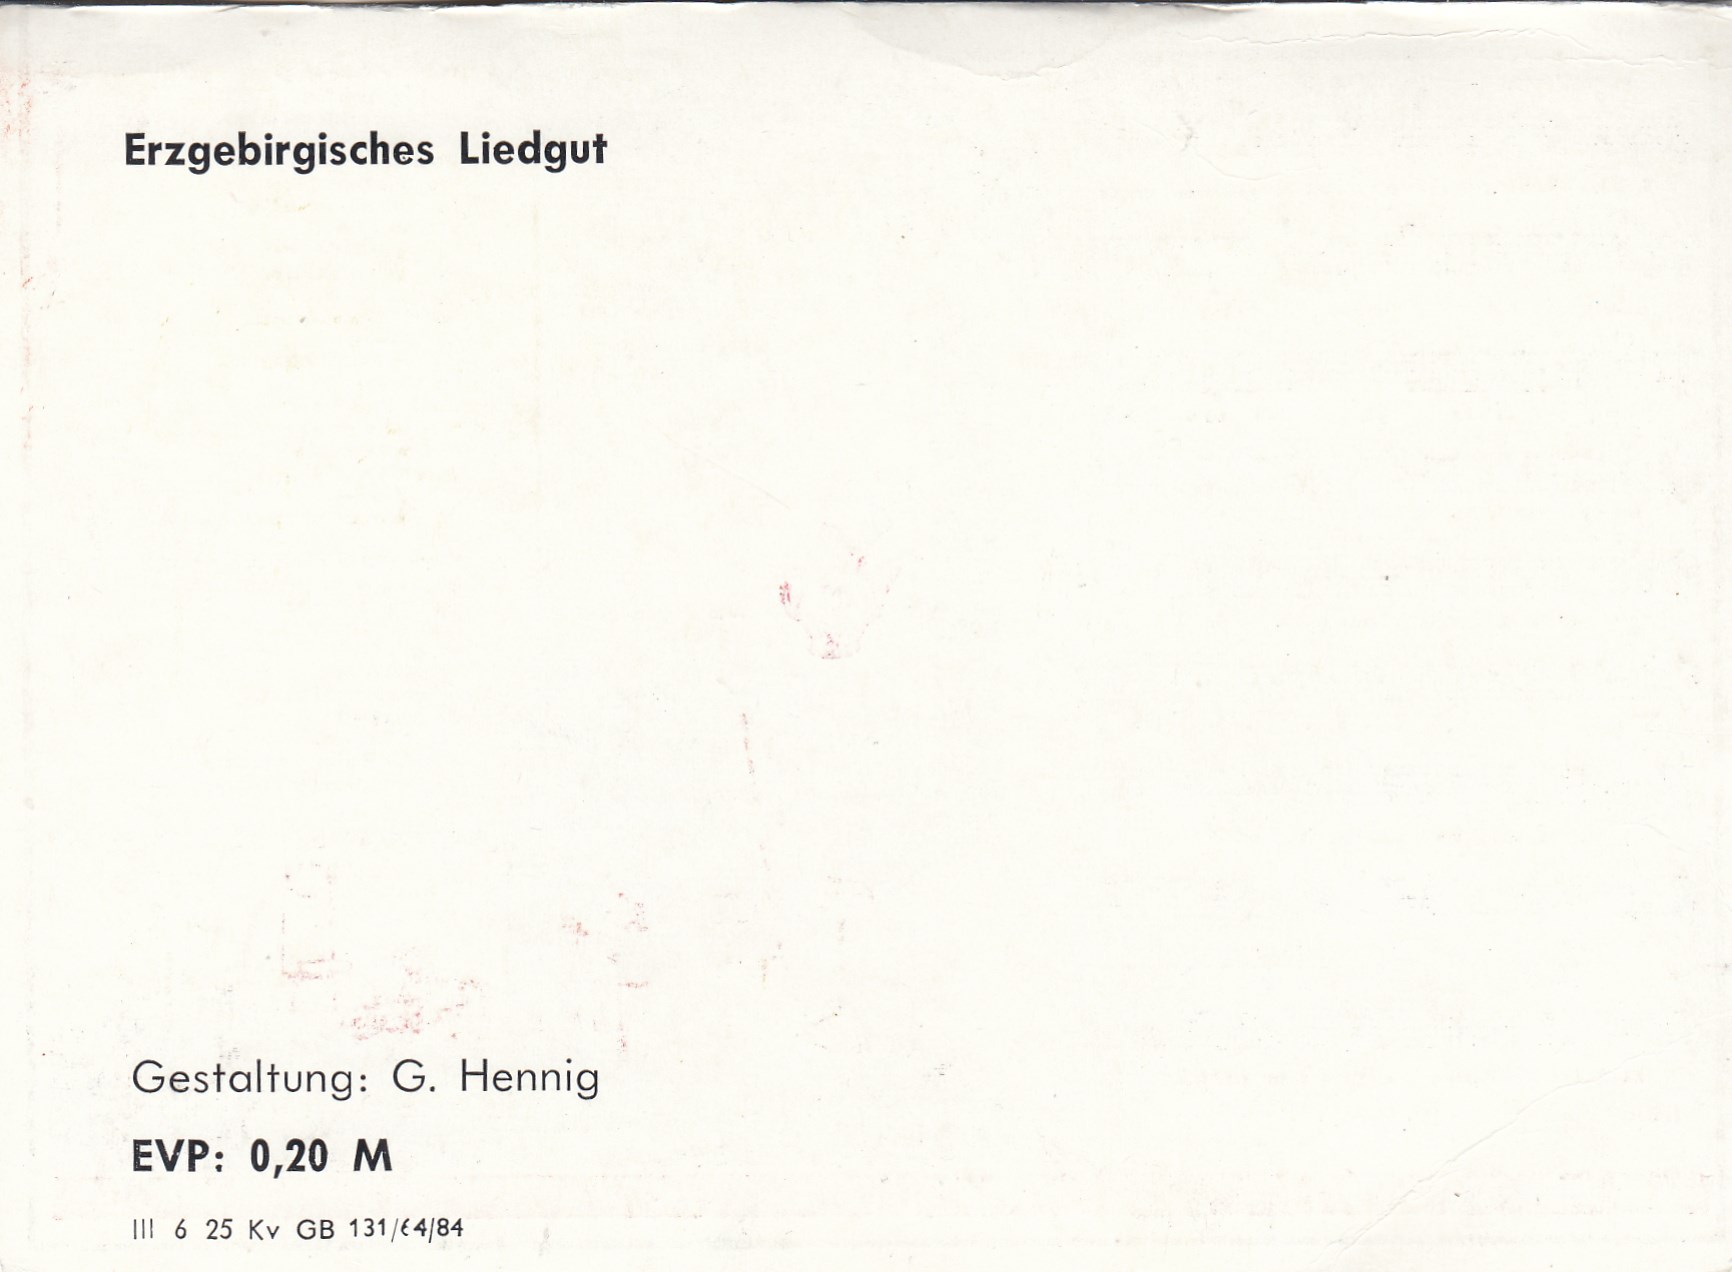 Erzgebirgisches Liedgut
Gestaltung: G. Hennig
EVP: 0,20 M
III 6 25 Kv GB 131/64/84